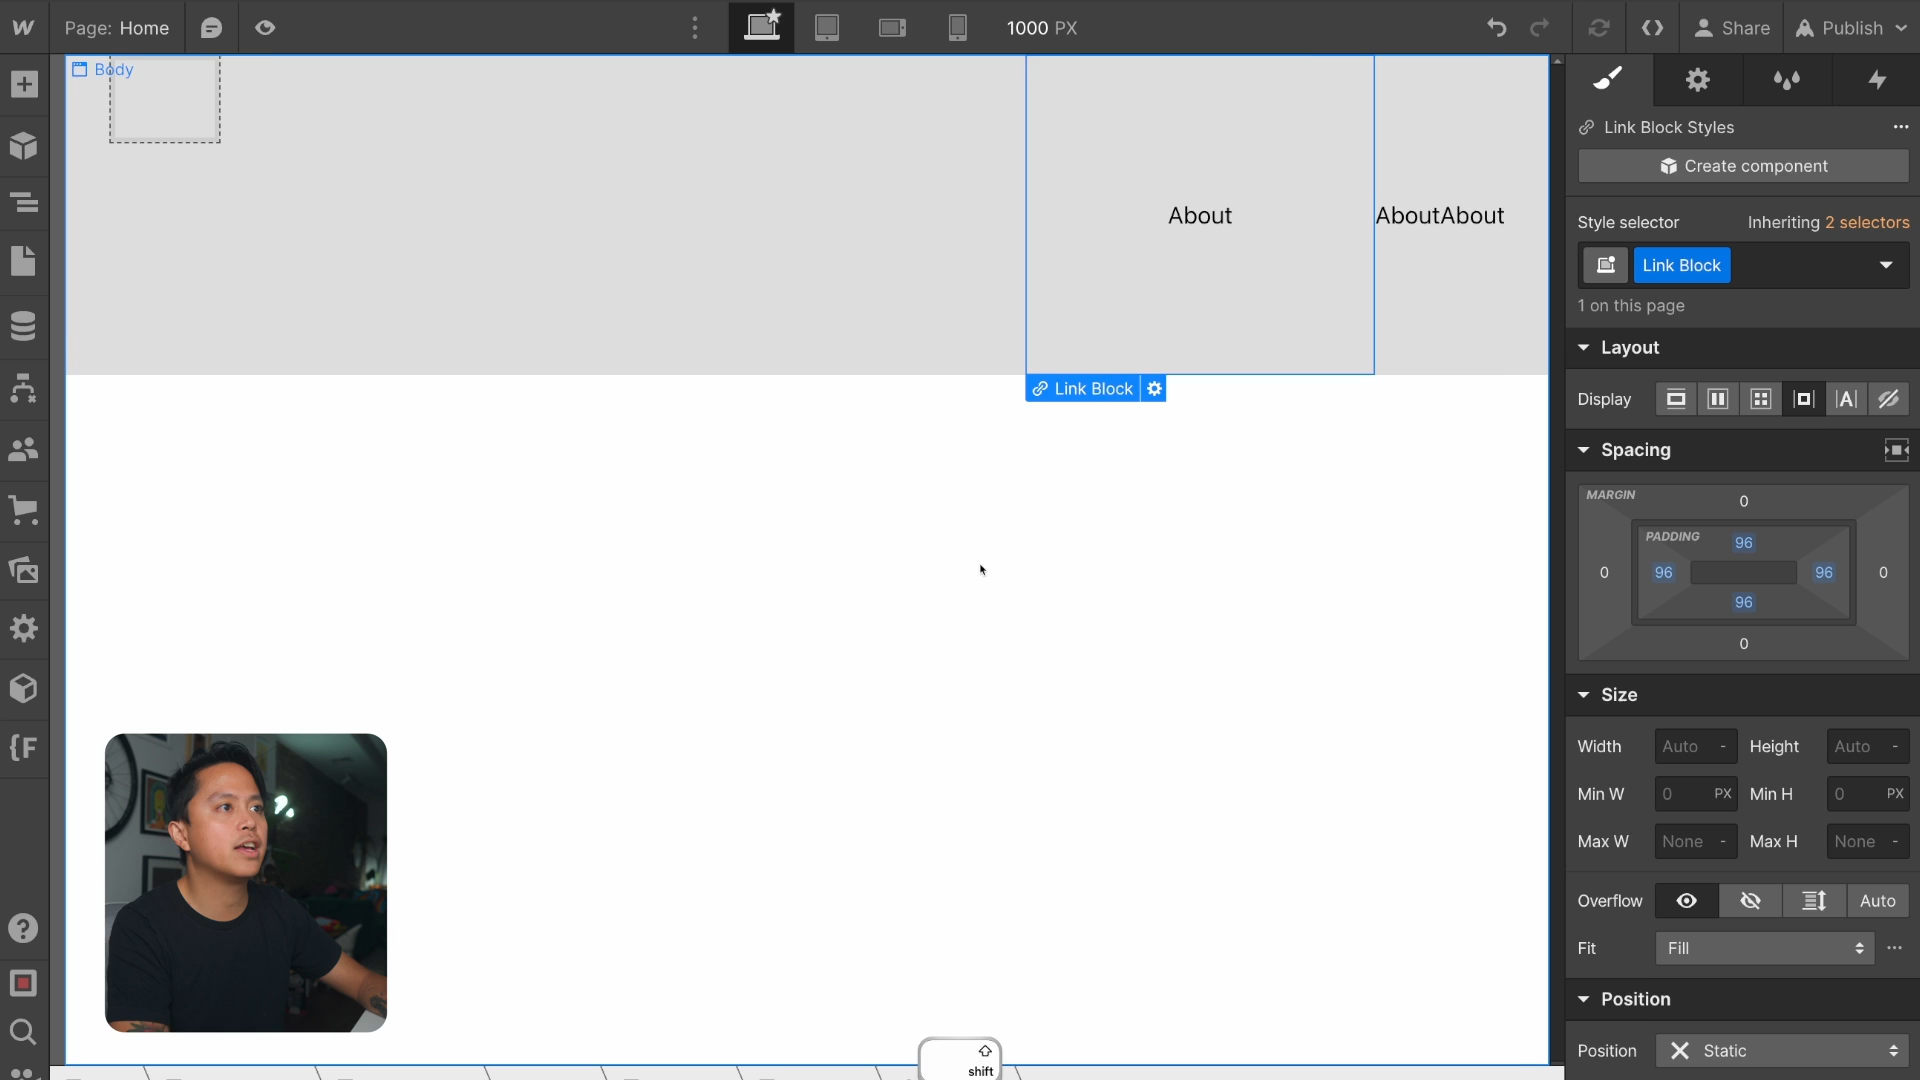 Page: Home
1000 PX
Share
Publish
Body
About
AboutAbout
Link Block
Link Block Styles
Create component
Style selector
Inheriting 2 selectors
Link Block
1 on this page
Layout
Display
A
Spacing
MARGIN
0
PADDING
96
0
96
96
0
96
0
Size
Width
Auto -
Height
Auto -
Min W
0 PX
Min H
0 PX
Max W
None -
Max H
None -
Overflow
Auto
Fit
Fill
Position
Position
Static
shift